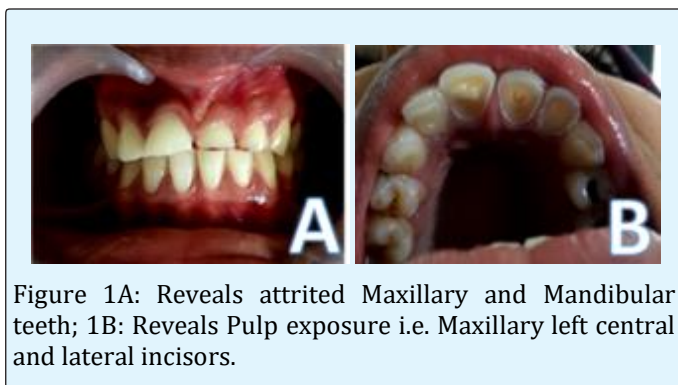 A
B
Figure 1A: Reveals attrited Maxillary and Mandibular
teeth; 1B: Reveals Pulp exposure i.e. Maxillary left central
and lateral incisors.